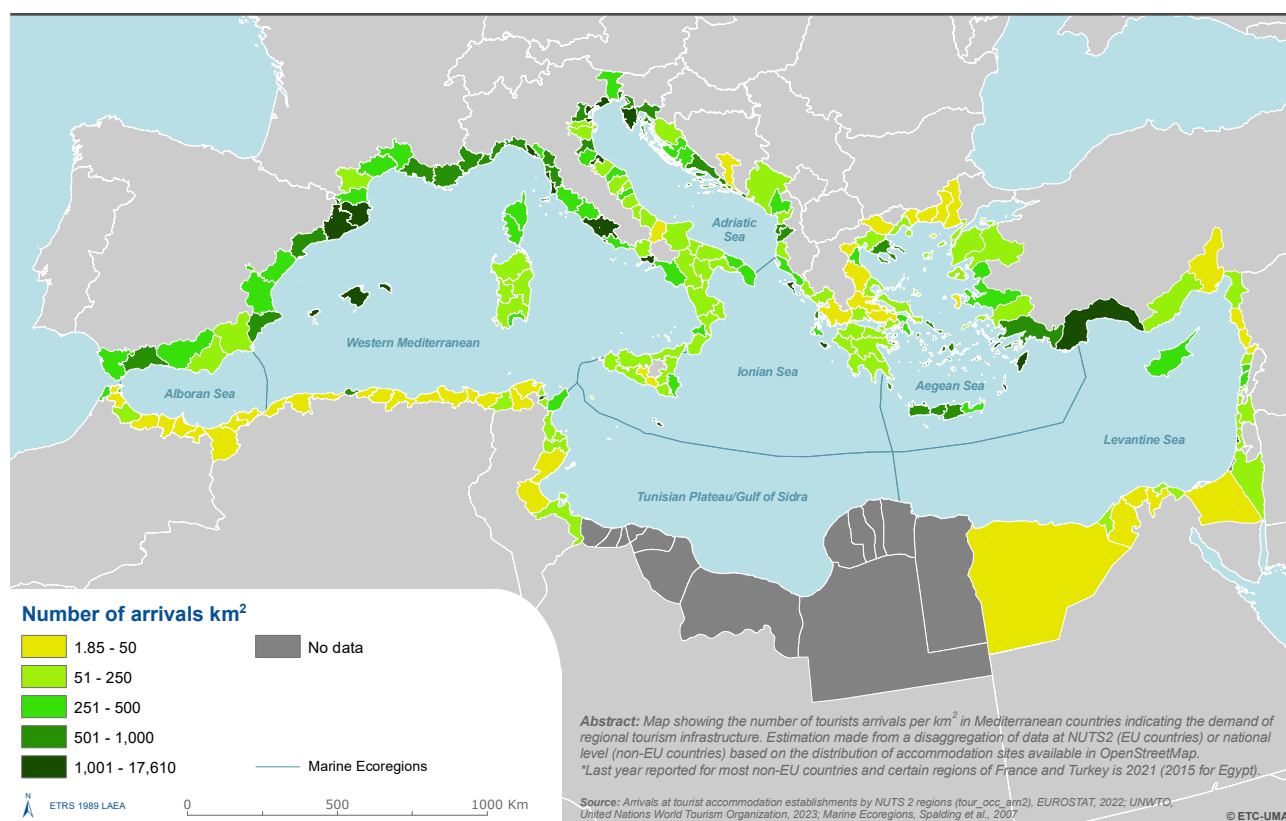 Adriatic
Sea
Western Mediterranean
Ionian Sea
Alboran Sea
Aegean Sea
Levantine Sea
Tunisian Plateau/Gulf of Sidra
Number of arrivals km²
1.85 - 50
51 - 250
251 - 500
501 - 1,000
1,001 - 17,610
No data
Marine Ecoregions
N
ETRS 1989 LAEA
0 500 1000 Km
Abstract: Map showing the number of tourists arrivals per km² in Mediterranean countries indicating the demand of
regional tourism infrastructure. Estimation made from a disaggregation of data at NUTS2 (EU countries) or national
level (non-EU countries) based on the distribution of accommodation sites available in OpenStreetMap.
*Last year reported for most non-EU countries and certain regions of France and Turkey is 2021 (2015 for Egypt).
Source: Arrivals at tourist accommodation establishments by NUTS 2 regions (tour_occ_arn2), EUROSTAT, 2022; UNWTO,
United Nations World Tourism Organization, 2023; Marine Ecoregions, Spalding et al., 2007
© ETC-UMA